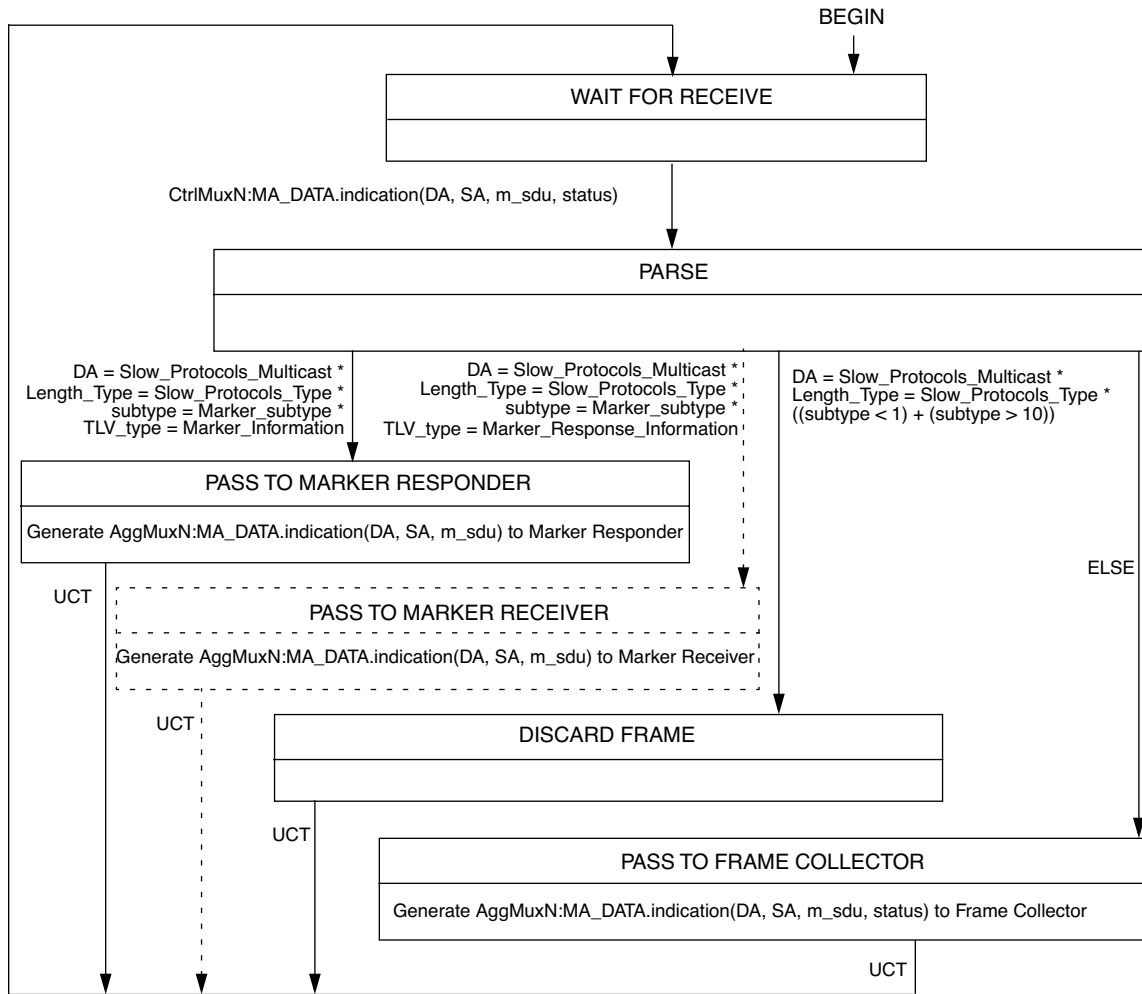 BEGIN
WAIT FOR RECEIVE
CtrlMuxN:MA_DATA.indication(DA, SA, m_sdu, status)
PARSE
DA = Slow_Protocols_Multicast *
Length_Type = Slow_Protocols_Type *
subtype = Marker_subtype *
TLV_type = Marker_Information
DA = Slow_Protocols_Multicast *
Length_Type = Slow_Protocols_Type *
subtype = Marker_subtype *
TLV_type = Marker_Response_Information
DA = Slow_Protocols_Multicast *
Length_Type = Slow_Protocols_Type *
((subtype < 1) + (subtype > 10))
ELSE
PASS TO MARKER RESPONDER
Generate AggMuxN:MA_DATA.indication(DA, SA, m_sdu) to Marker Responder
UCT
PASS TO MARKER RECEIVER
Generate AggMuxN:MA_DATA.indication(DA, SA, m_sdu) to Marker Receiver
UCT
DISCARD FRAME
UCT
PASS TO FRAME COLLECTOR
Generate AggMuxN:MA_DATA.indication(DA, SA, m_sdu, status) to Frame Collector
UCT